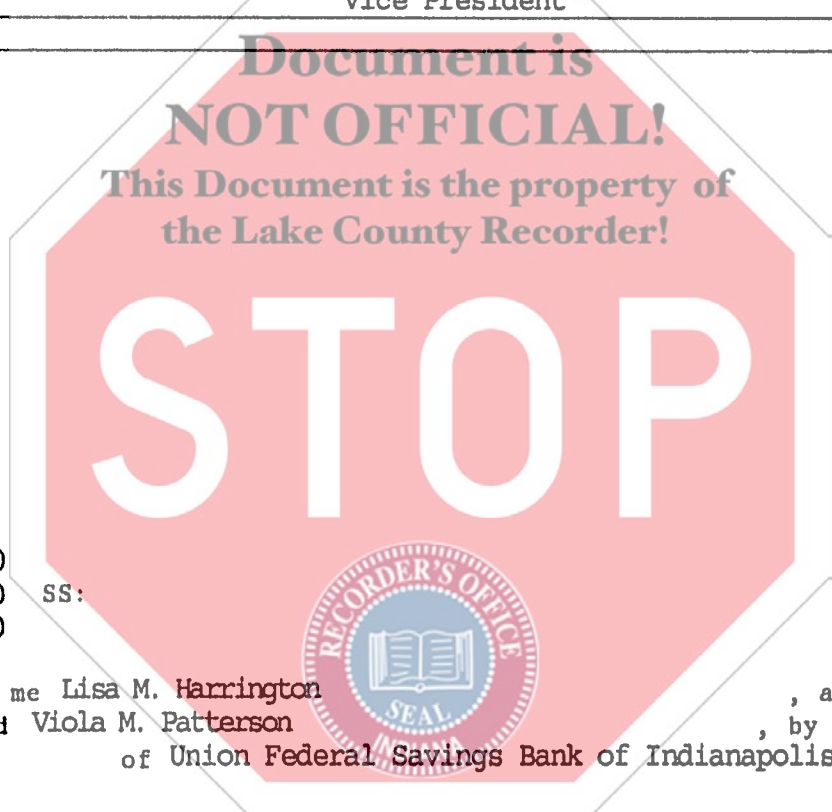 Vice President
Document is
NOT OFFICIAL!
This Document is the property of
the Lake County Recorder!
STOP
)
) SS:
)
RECORDER'S OFFICE
SEAL
INDIANA
me Lisa M. Harrington , a
Viola M. Patterson , by
of Union Federal Savings Bank of Indianapolis